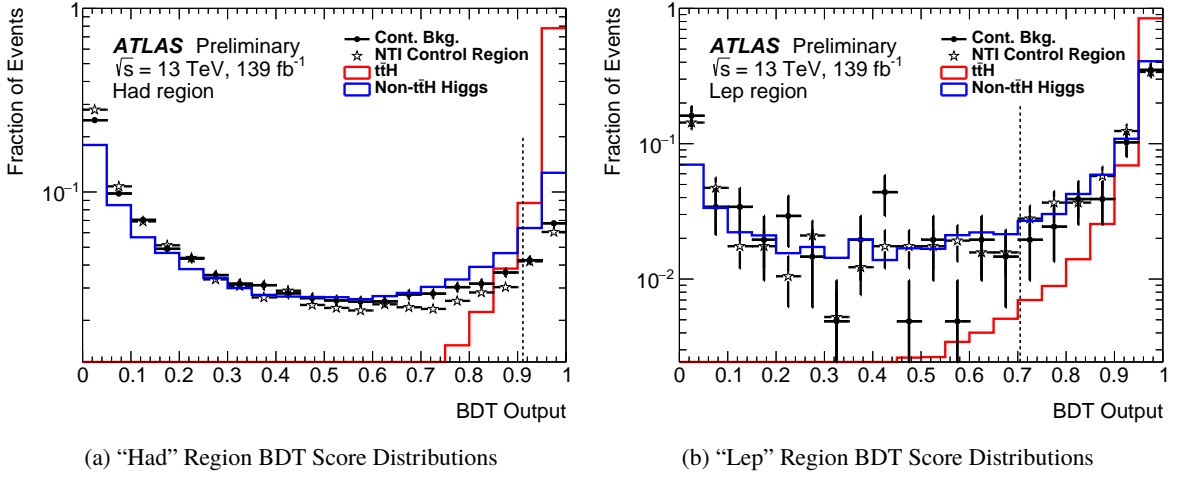 ATLAS Preliminary
√s = 13 TeV, 139 fb⁻¹
Had region
Cont. Bkg.
NTI Control Region
tt̄H
Non-tt̄H Higgs
Fraction of Events
1
10⁻¹
0 0.1 0.2 0.3 0.4 0.5 0.6 0.7 0.8 0.9 1
BDT Output
(a) “Had” Region BDT Score Distributions
ATLAS Preliminary
√s = 13 TeV, 139 fb⁻¹
Lep region
Cont. Bkg.
NTI Control Region
tt̄H
Non-tt̄H Higgs
Fraction of Events
1
10⁻¹
10⁻²
0 0.1 0.2 0.3 0.4 0.5 0.6 0.7 0.8 0.9 1
BDT Output
(b) “Lep” Region BDT Score Distributions